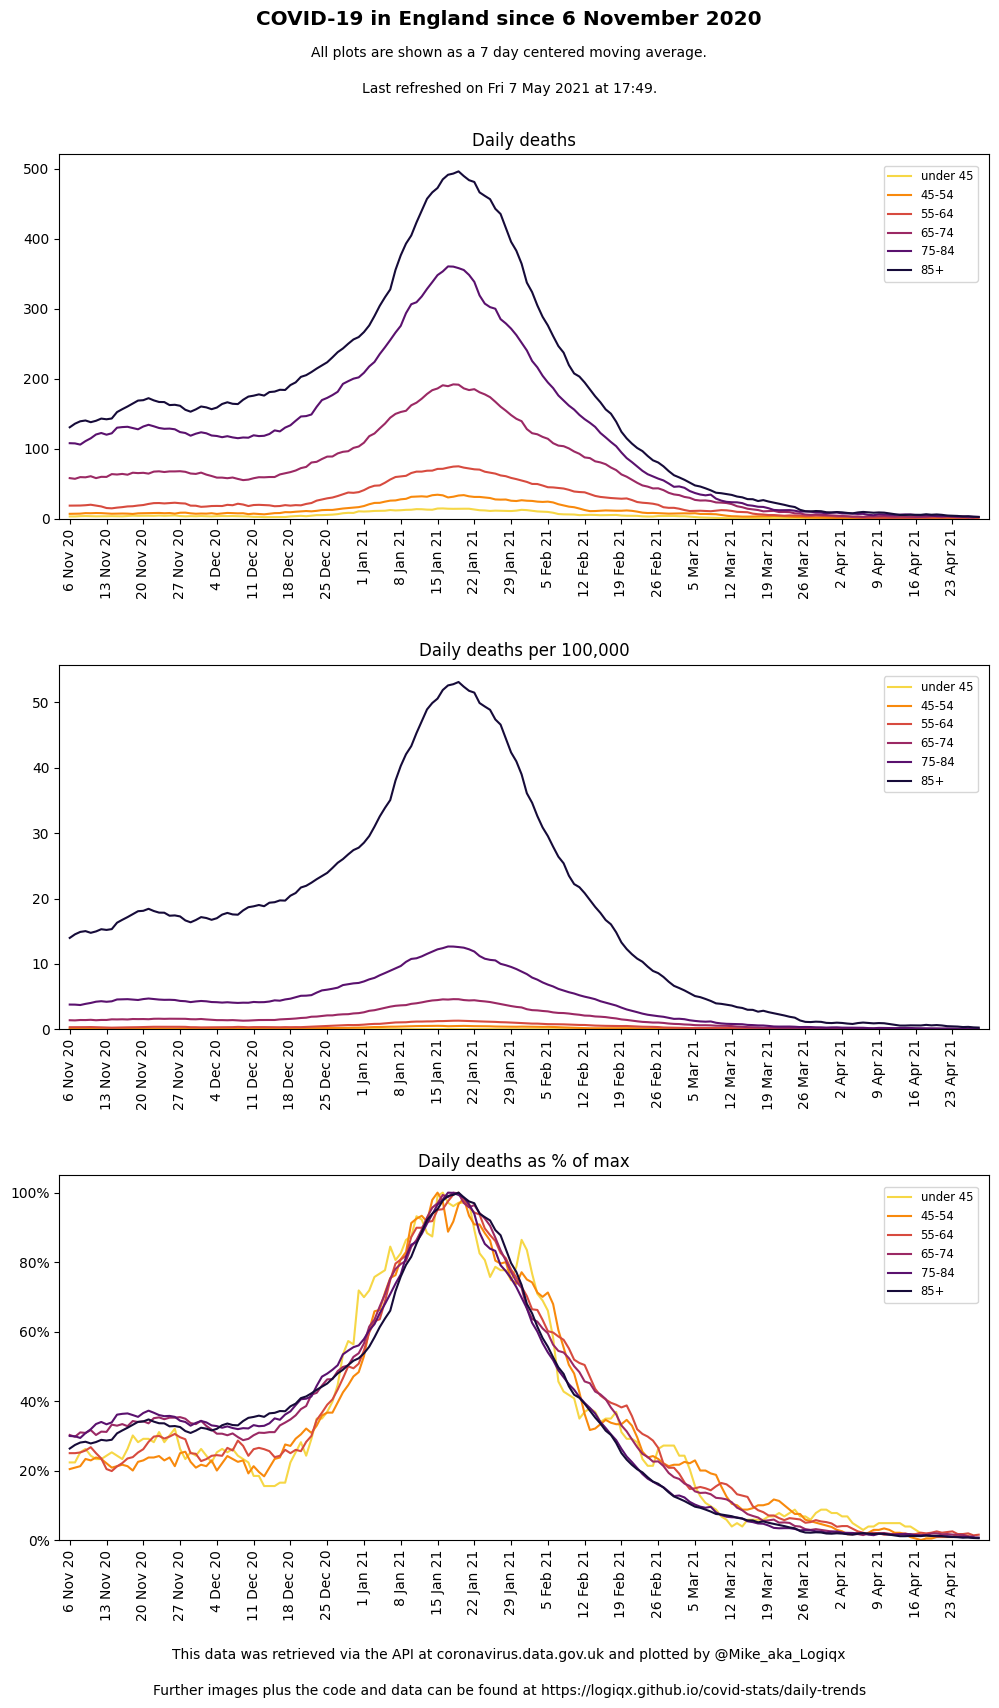 COVID-19 in England since 6 November 2020
All plots are shown as a 7 day centered moving average.
Last refreshed on Fri 7 May 2021 at 17:49.
Daily deaths
500
400
300
200
100
0
under 45
45-54
55-64
65-74
75-84
85+
6 Nov 20
13 Nov 20
20 Nov 20
27 Nov 20
4 Dec 20
11 Dec 20
18 Dec 20
25 Dec 20
1 Jan 21
8 Jan 21
15 Jan 21
22 Jan 21
29 Jan 21
5 Feb 21
12 Feb 21
19 Feb 21
26 Feb 21
5 Mar 21
12 Mar 21
19 Mar 21
26 Mar 21
2 Apr 21
9 Apr 21
16 Apr 21
23 Apr 21
Daily deaths per 100,000
50
40
30
20
10
0
under 45
45-54
55-64
65-74
75-84
85+
6 Nov 20
13 Nov 20
20 Nov 20
27 Nov 20
4 Dec 20
11 Dec 20
18 Dec 20
25 Dec 20
1 Jan 21
8 Jan 21
15 Jan 21
22 Jan 21
29 Jan 21
5 Feb 21
12 Feb 21
19 Feb 21
26 Feb 21
5 Mar 21
12 Mar 21
19 Mar 21
26 Mar 21
2 Apr 21
9 Apr 21
16 Apr 21
23 Apr 21
Daily deaths as % of max
100%
80%
60%
40%
20%
0%
under 45
45-54
55-64
65-74
75-84
85+
6 Nov 20
13 Nov 20
20 Nov 20
27 Nov 20
4 Dec 20
11 Dec 20
18 Dec 20
25 Dec 20
1 Jan 21
8 Jan 21
15 Jan 21
22 Jan 21
29 Jan 21
5 Feb 21
12 Feb 21
19 Feb 21
26 Feb 21
5 Mar 21
12 Mar 21
19 Mar 21
26 Mar 21
2 Apr 21
9 Apr 21
16 Apr 21
23 Apr 21
This data was retrieved via the API at coronavirus.data.gov.uk and plotted by @Mike_aka_Logiqx
Further images plus the code and data can be found at https://logiqx.github.io/covid-stats/daily-trends